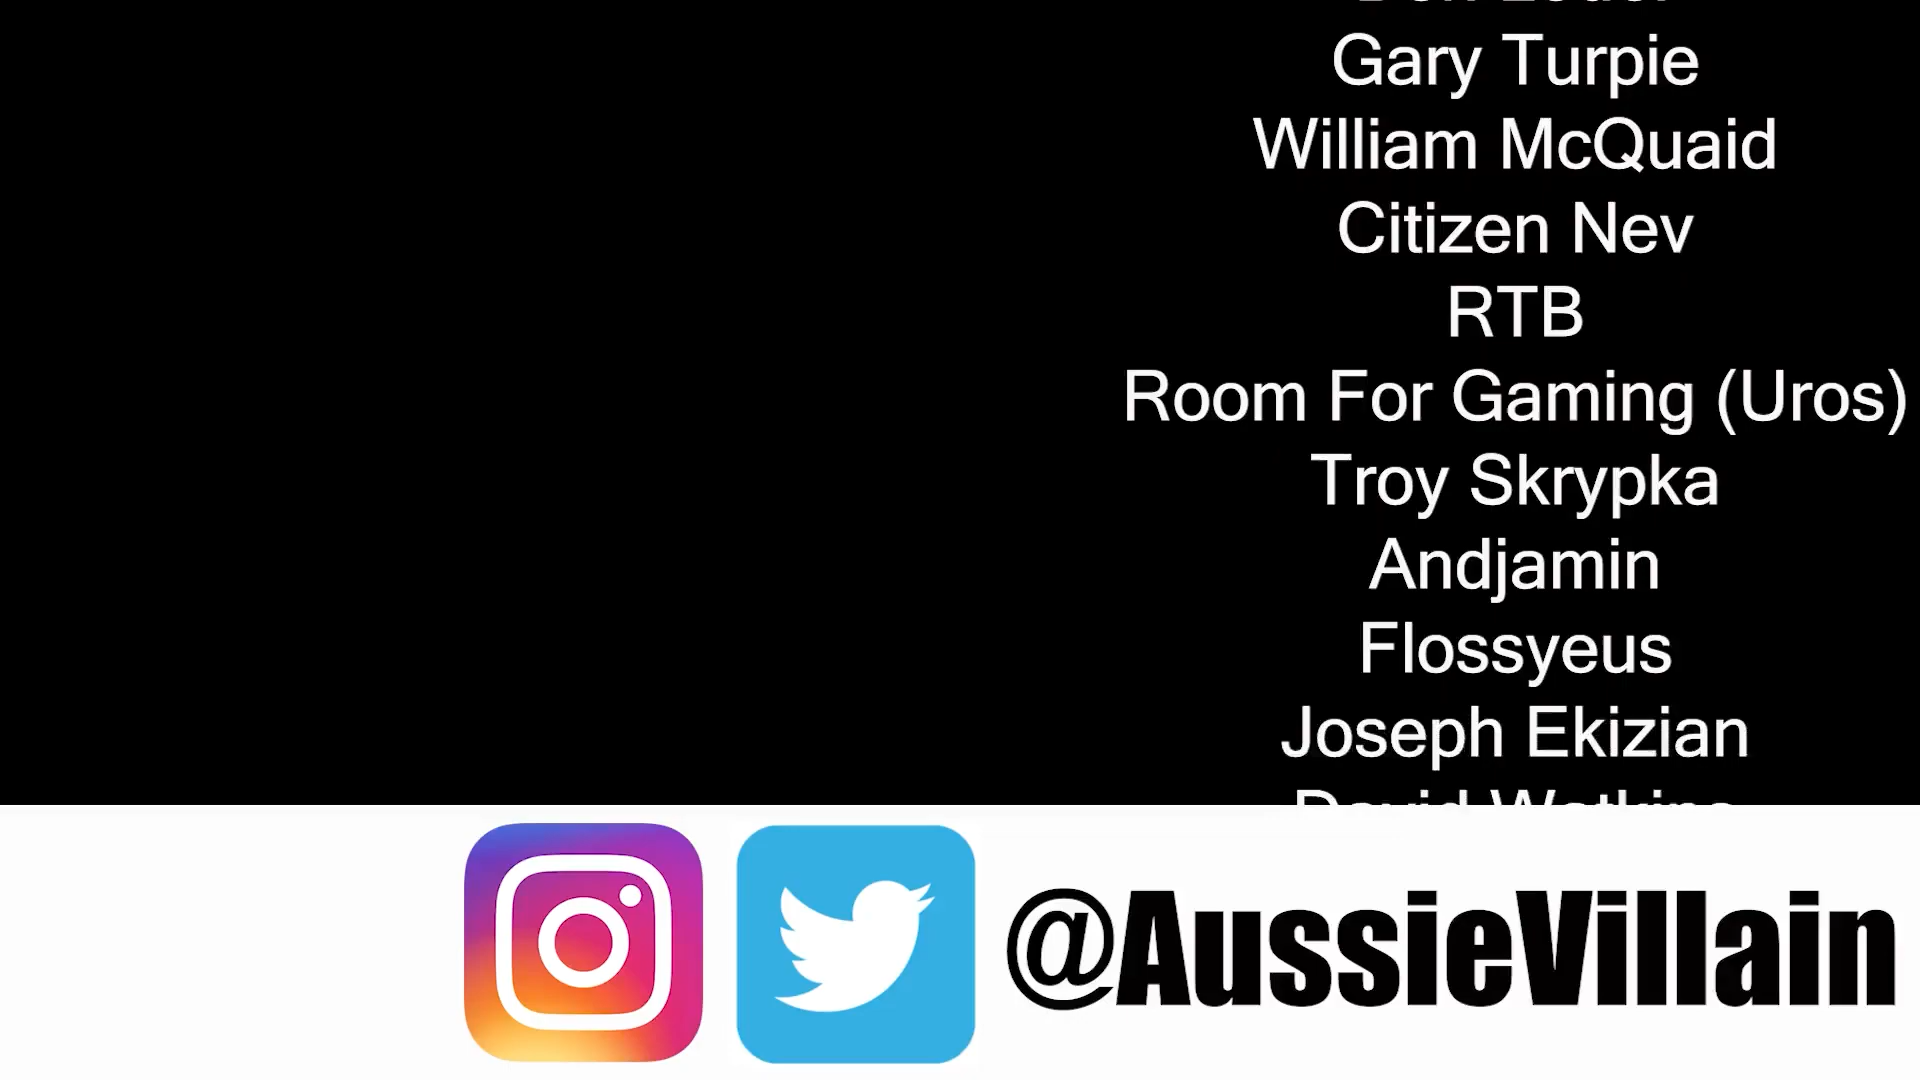 Gary Turpie
William McQuaid
Citizen Nev
RTB
Room For Gaming (Uros)
Troy Skrypka
Andjamin
Flossyeus
Joseph Ekizian
@AussieVillain